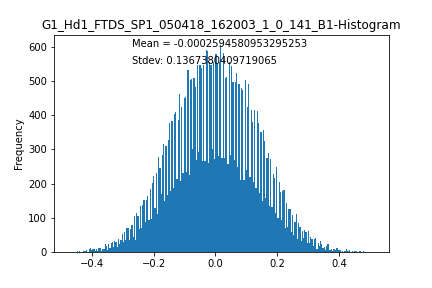 G1_Hd1_FTDS_SP1_050418_162003_1_0_141_B1-Histogram
Mean = -0.0002594580953295253
Stdev: 0.1367380409719065
Frequency
600
500
400
300
200
100
0
−0.4 −0.2 0.0 0.2 0.4